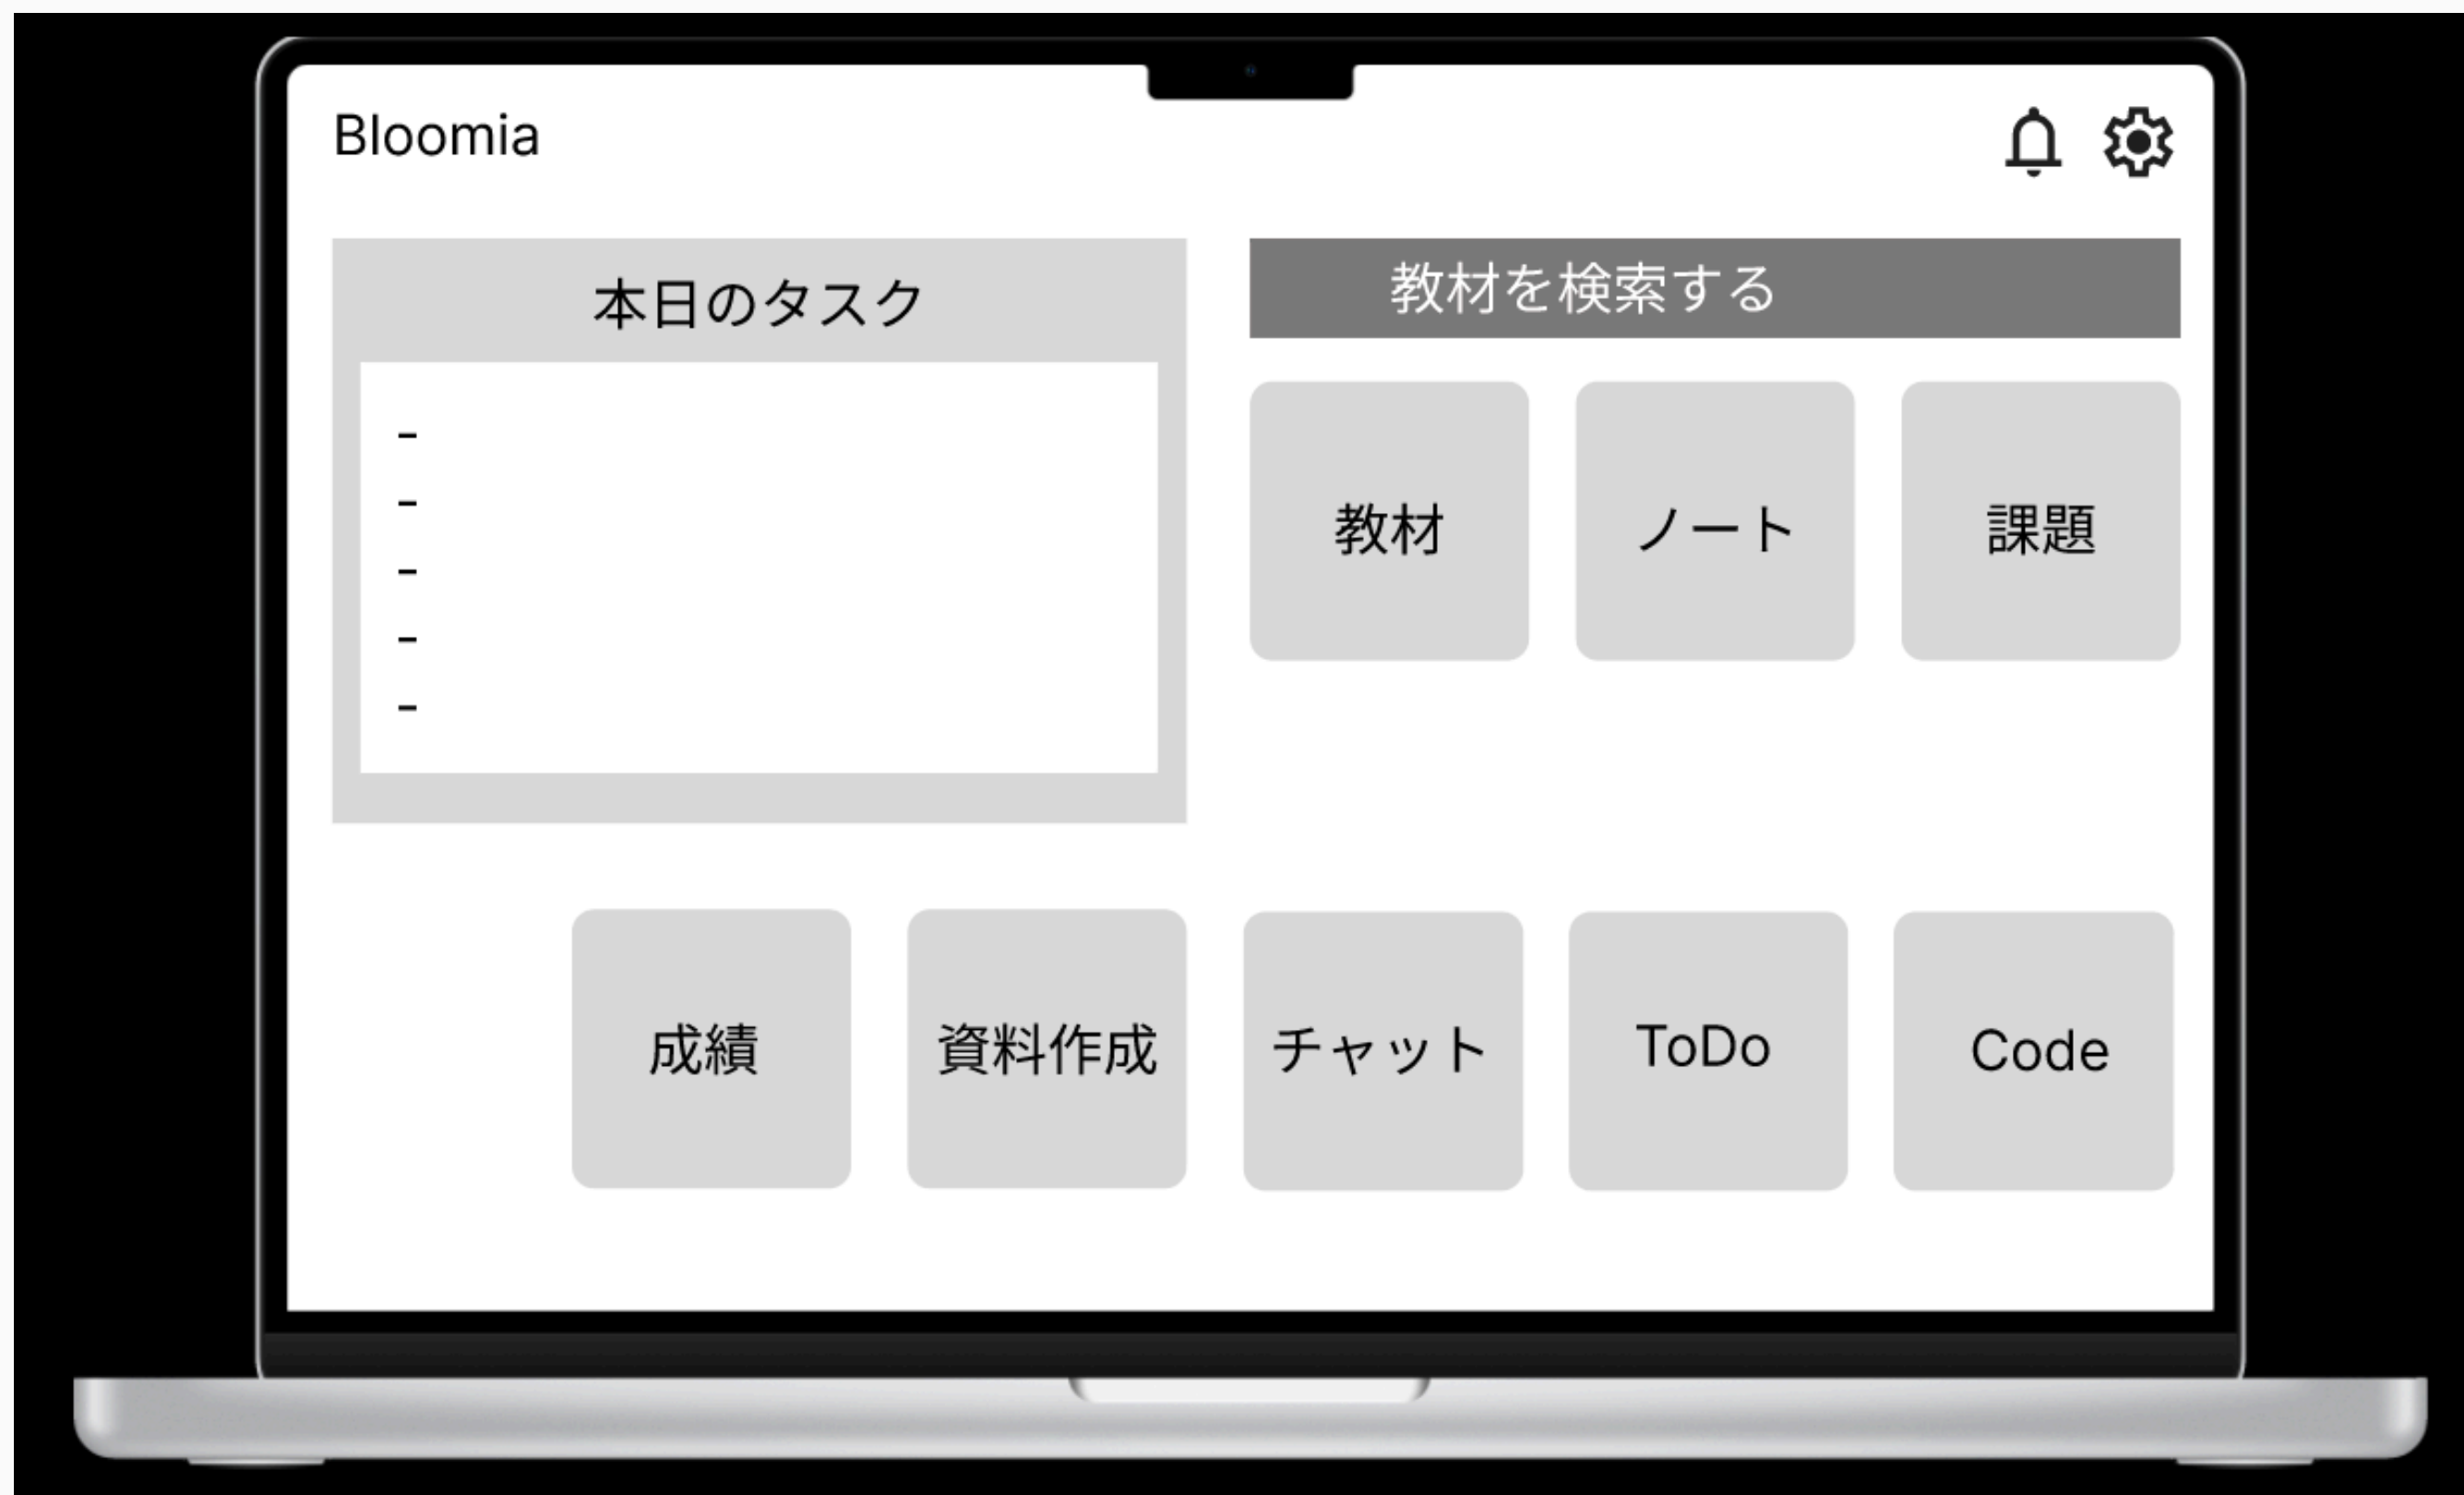 Bloomia
本日のタスク
-
-
-
-
-
教材を検索する
教材
ノート
課題
成績
資料作成
チャット
ToDo
Code